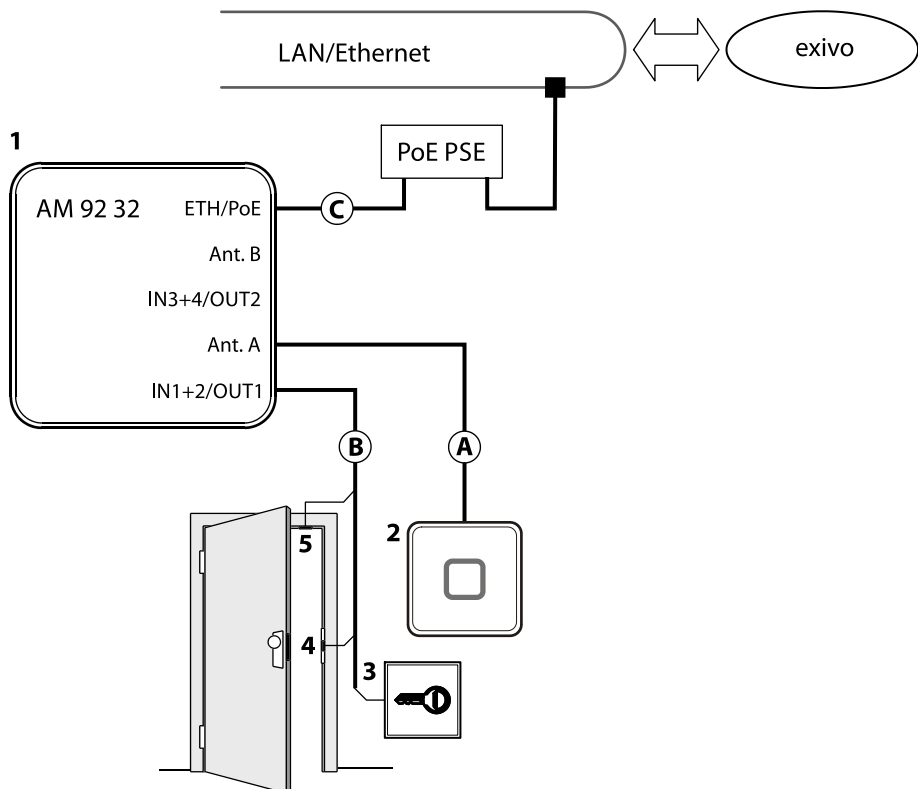 LAN/Ethernet
exivo
1
PoE PSE
AM 92 32
ETH/PoE
C
Ant. B
IN3+4/OUT2
Ant. A
IN1+2/OUT1
B
A
2
5
4
3